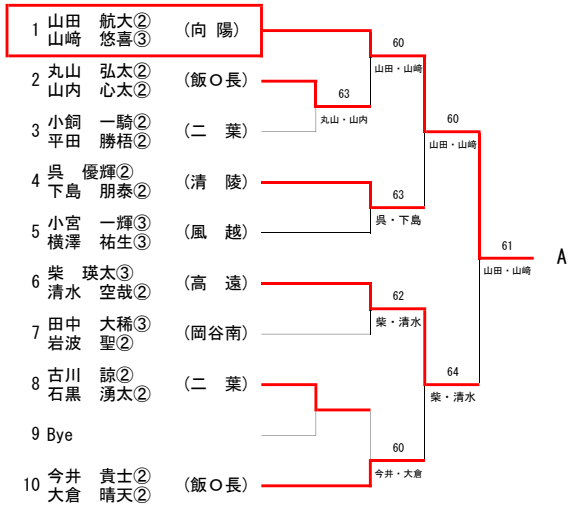 1 山田 航大② (向 陽)
山﨑 悠喜③
2 丸山 弘太② (飯O長)
山内 心太②
3 小飼 一騎② (二 葉)
平田 勝梧②
4 呉 優輝② (清 陵)
下島 朋泰②
5 小宮 一輝③ (風 越)
横澤 祐生③
6 柴 瑛太③ (高 遠)
清水 空哉②
7 田中 大稀③ (岡谷南)
岩波 聖②
8 古川 諒② (二 葉)
石黒 湧太②
9 Bye
10 今井 貴士② (飯O長)
大倉 晴天②
63
丸山・山内
60
山田・山﨑
63
呉・下島
62
柴・清水
60
今井・大倉
60
山田・山﨑
64
柴・清水
61
山田・山﨑
A